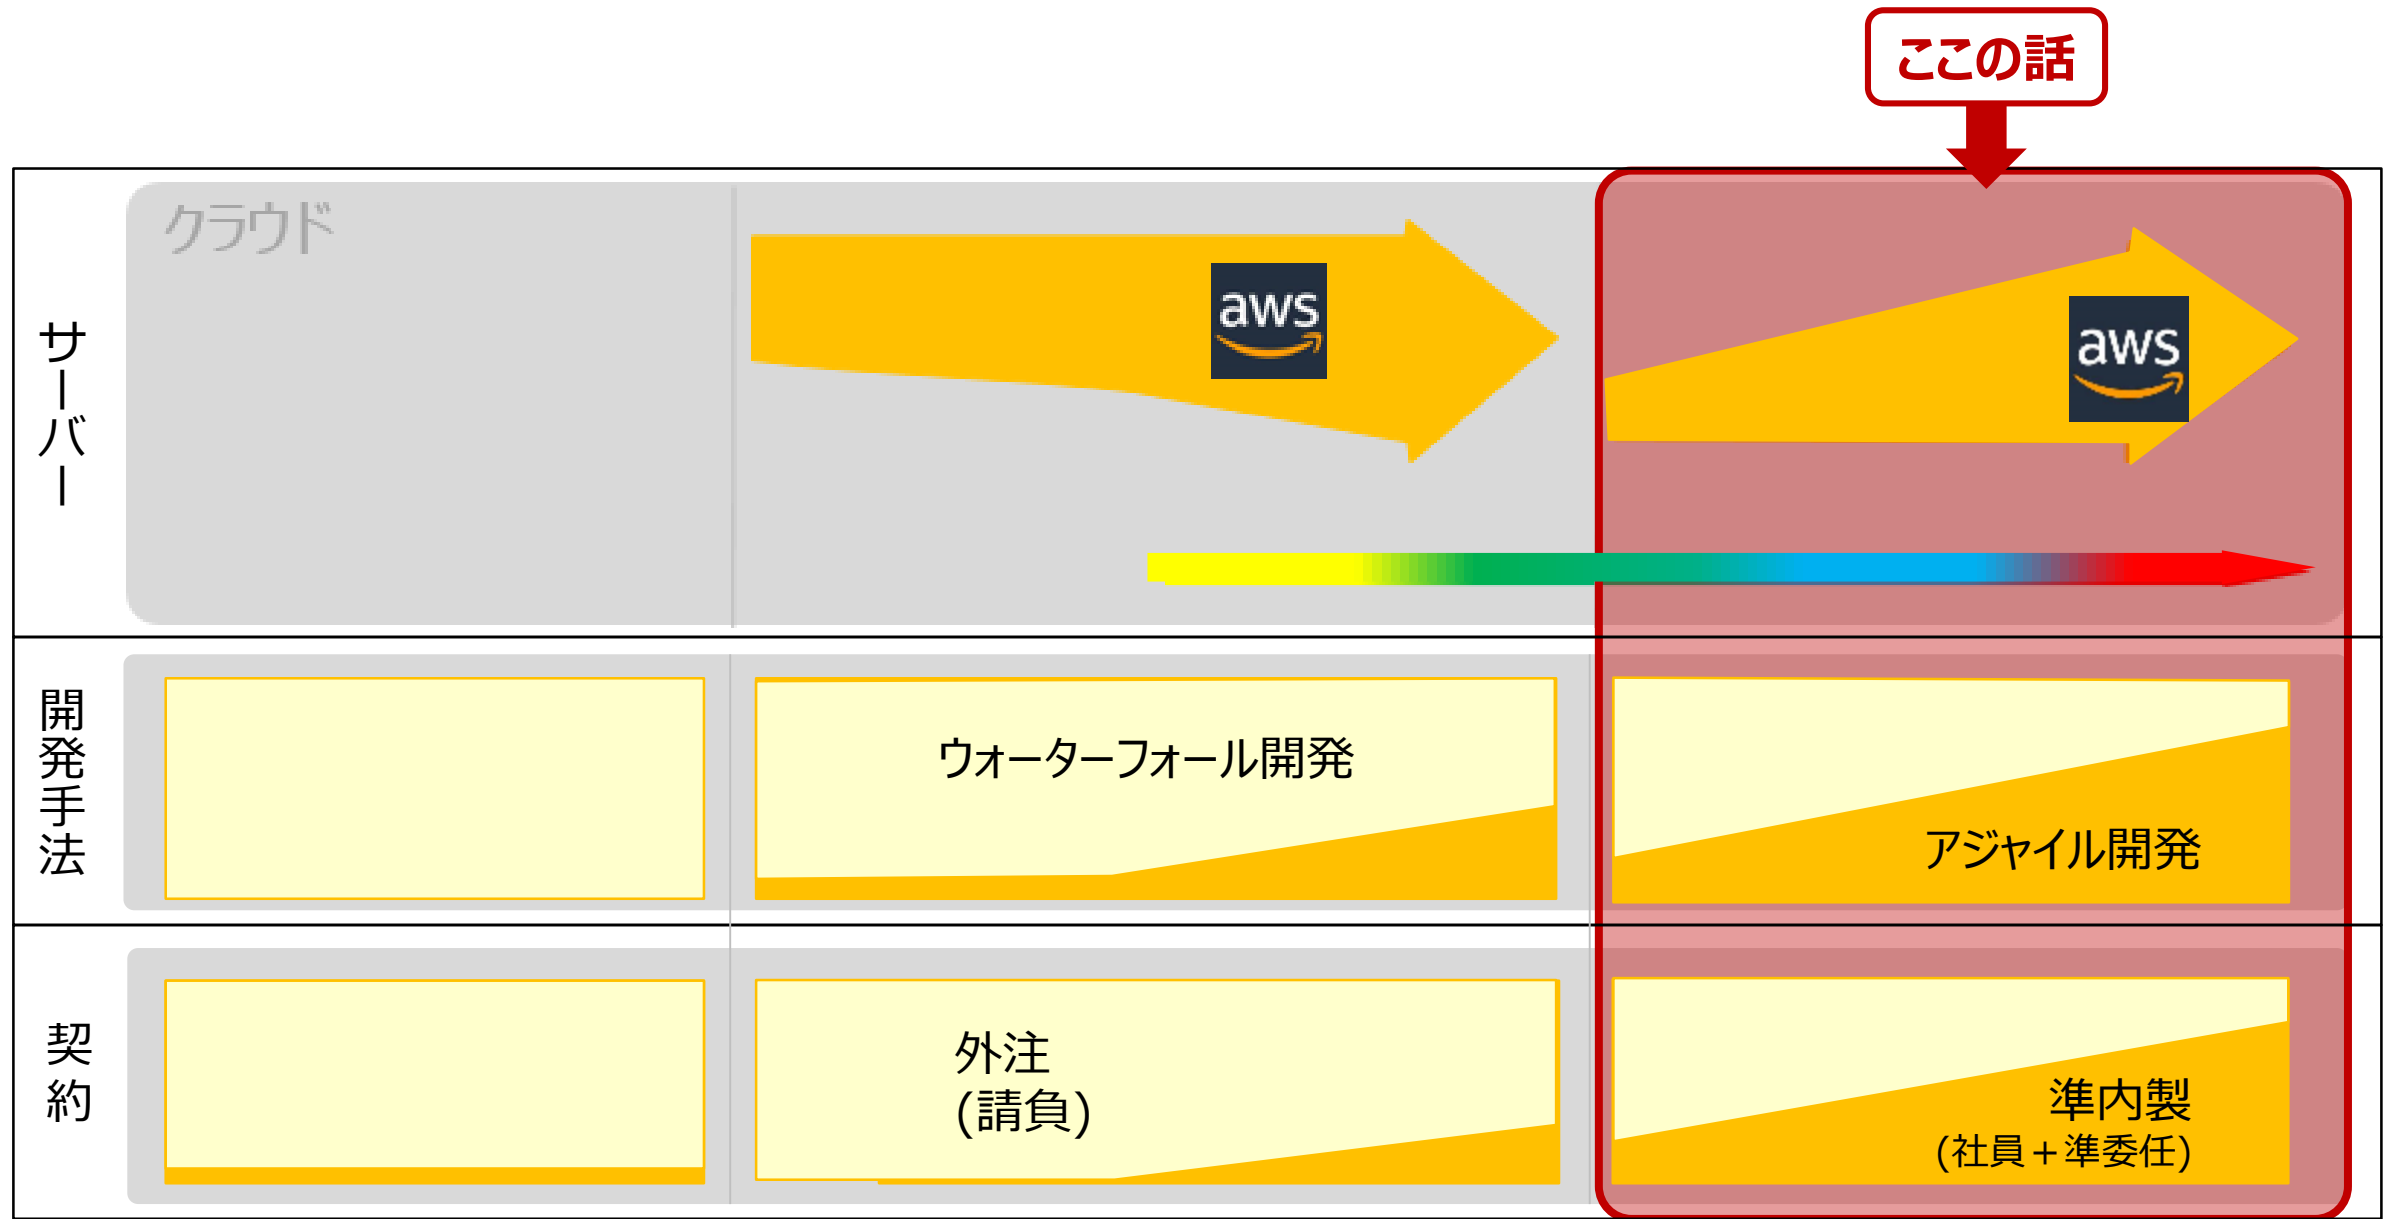 ここの話
サーバー
クラウド
aws
aws
開発手法
ウォーターフォール開発
アジャイル開発
契約
外注
(請負)
準内製
(社員＋準委任)